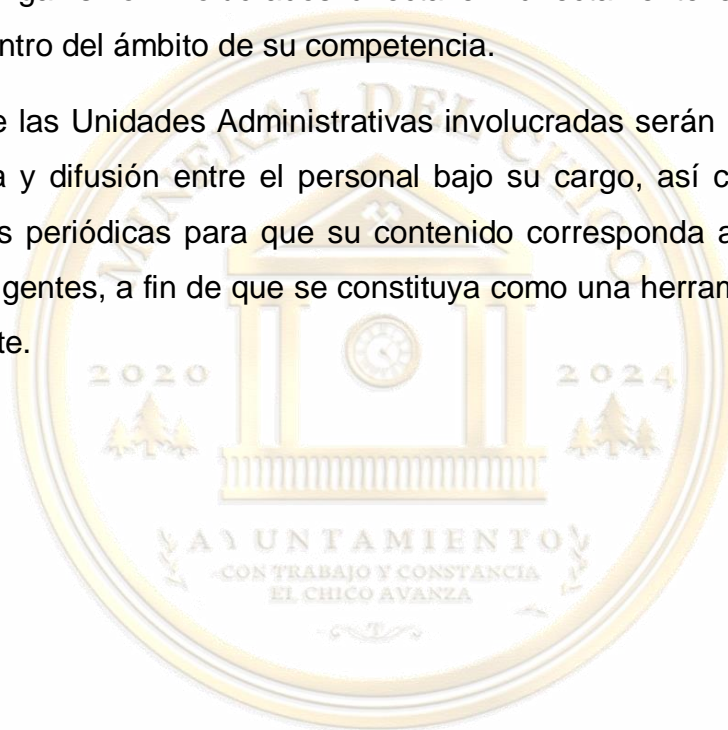 ntro del ámbito de su competencia.
e las Unidades Administrativas involucradas serán
a y difusión entre el personal bajo su cargo, así c
s periódicas para que su contenido corresponda a
gentes, a fin de que se constituya como una herram
te.
MINERAL DEL CHICO
2020 2024
AYUNTAMIENTO
CON TRABAJO Y CONSTANCIA
EL CHICO AVANZA